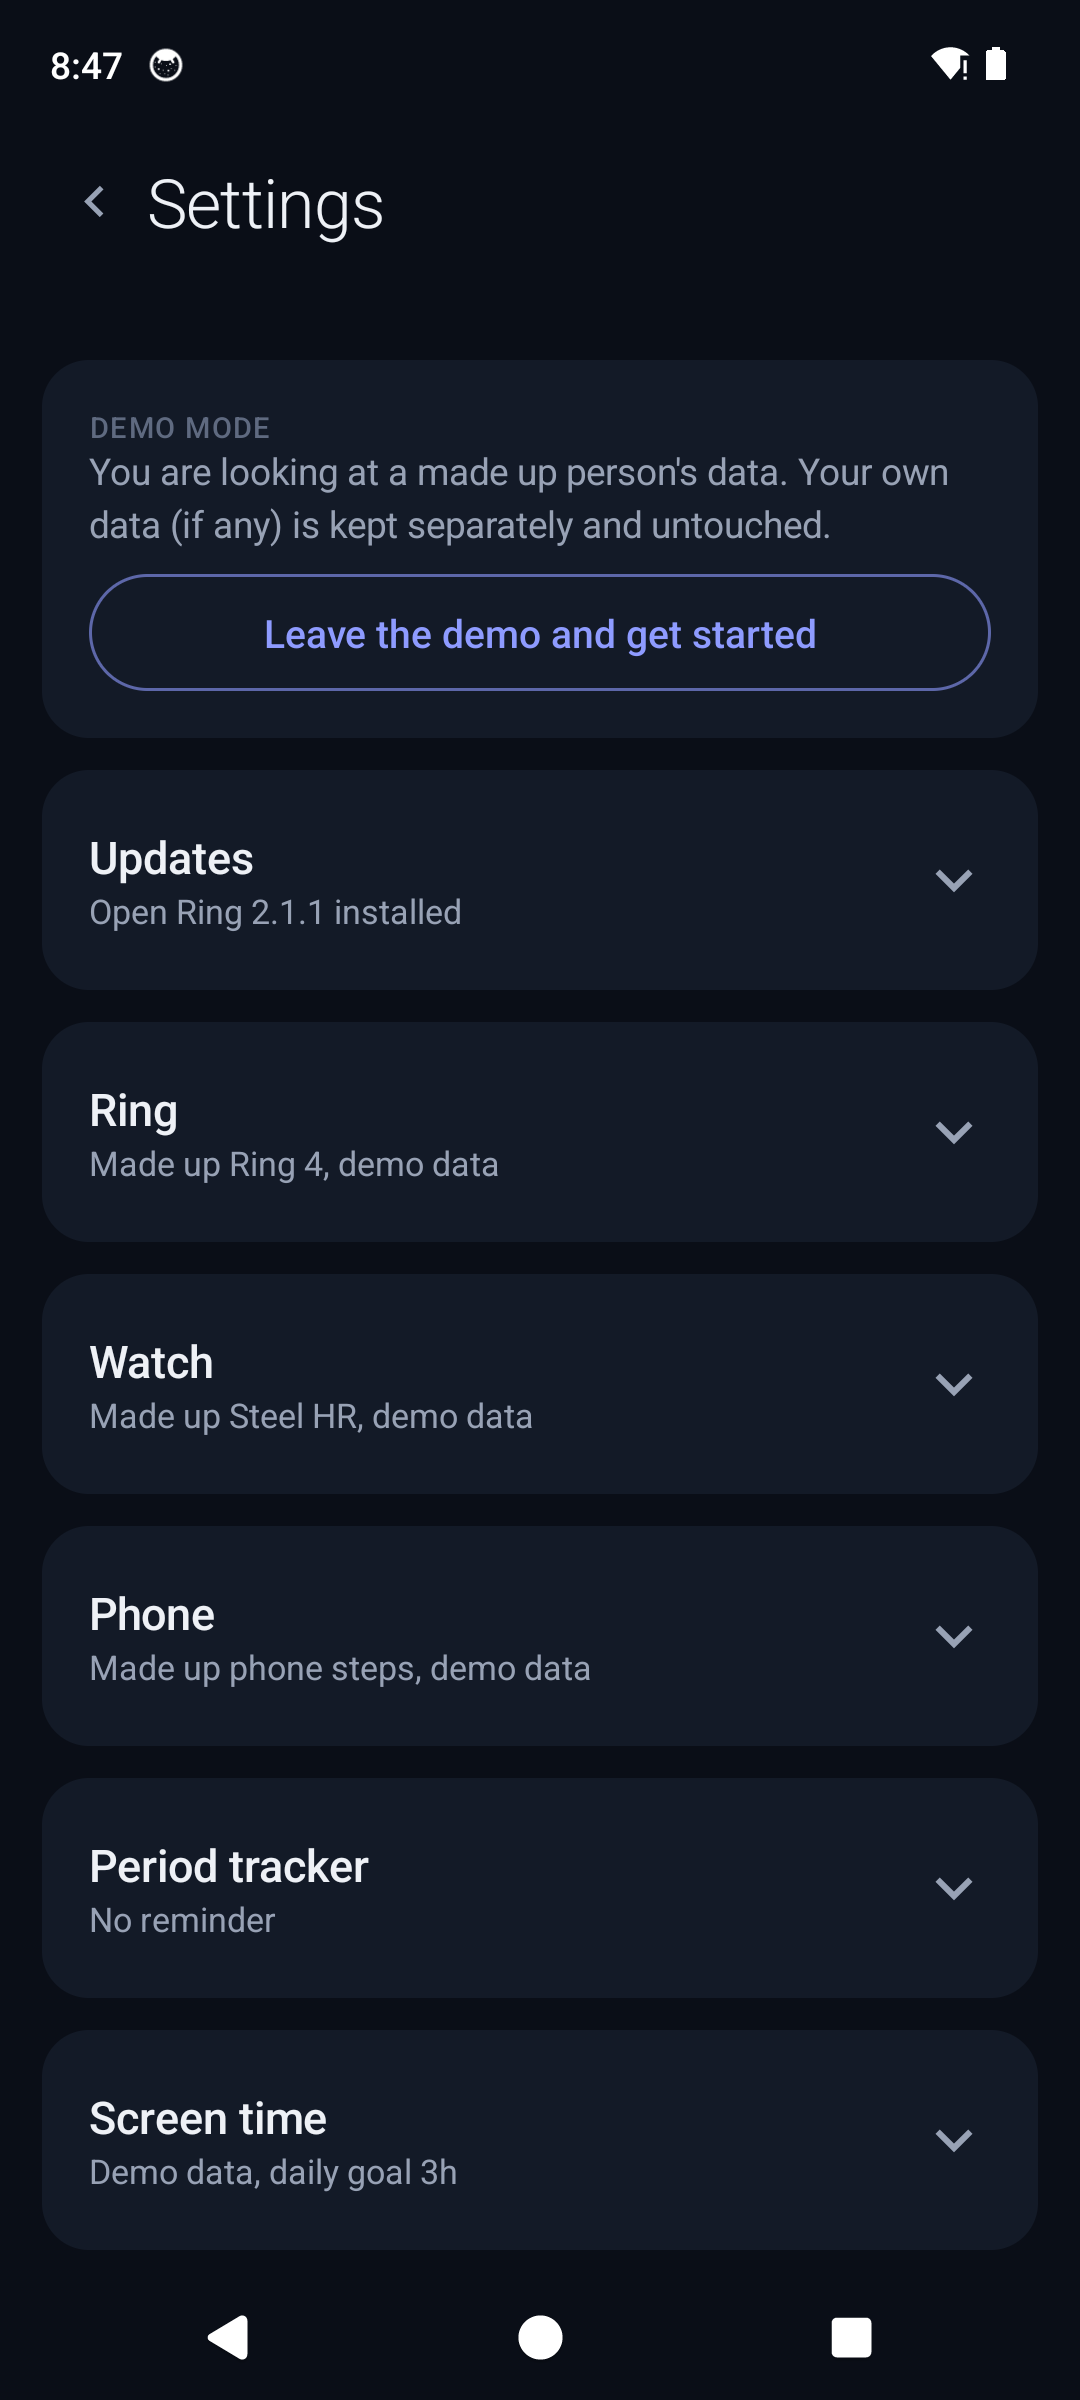 8:47
Settings
DEMO MODE
You are looking at a made up person's data. Your own
data (if any) is kept separately and untouched.
Leave the demo and get started
Updates
Open Ring 2.1.1 installed
Ring
Made up Ring 4, demo data
Watch
Made up Steel HR, demo data
Phone
Made up phone steps, demo data
Period tracker
No reminder
Screen time
Demo data, daily goal 3h